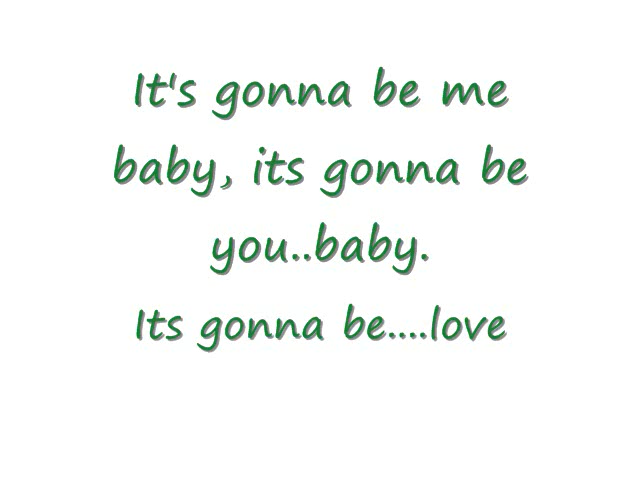 It's gonna be me
baby, its gonna be
you..baby.
Its gonna be....love